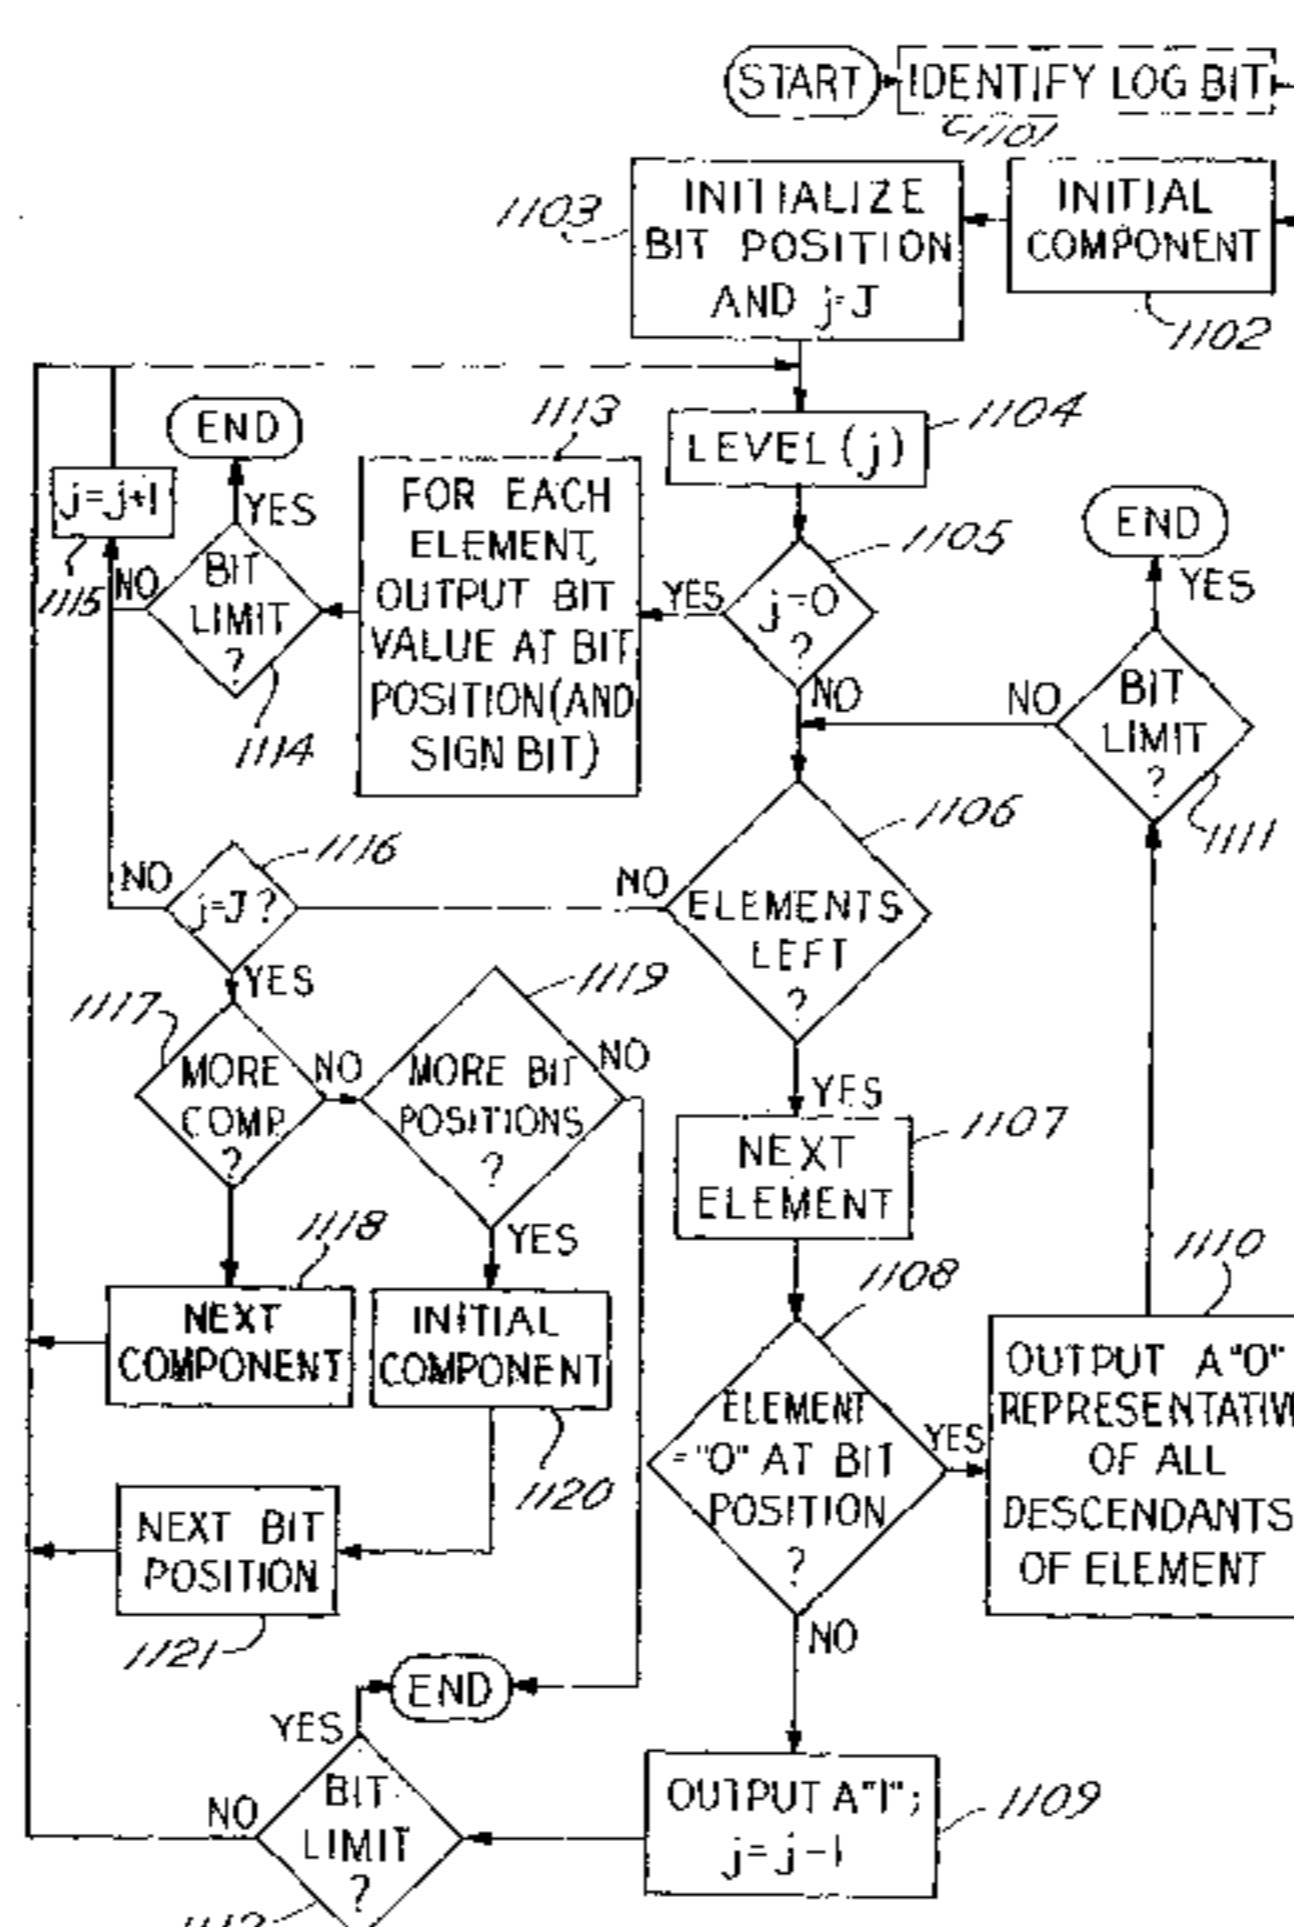 START
IDENTIFY LOG BIT
1101
1103
INITIALIZE
BIT POSITION
AND j=J
INITIAL
COMPONENT
1102
END
1113
1104
LEVEL (j)
j=j+1
YES
FOR EACH
ELEMENT,
OUTPUT BIT
VALUE AT BIT
POSITION (AND
SIGN BIT)
1105
END
1115
NO
BIT
LIMIT
?
YES
j=0
?
YES
1114
NO
NO
BIT
LIMIT
?
1116
1106
1111
NO
j=J?
NO
ELEMENTS
LEFT
?
YES
1117
1119
MORE
COMP.
?
NO
MORE BIT
POSITIONS
?
NO
YES
1107
NEXT
ELEMENT
1118
YES
1108
1110
NEXT
COMPONENT
INITIAL
COMPONENT
ELEMENT
="0" AT BIT
POSITION
?
YES
OUTPUT A "0"
REPRESENTATIV
OF ALL
DESCENDANTS
OF ELEMENT
1120
NEXT BIT
POSITION
1121
NO
END
YES
NO
BIT
LIMIT
?
OUTPUT A "1";
j=j-1
1109
1112